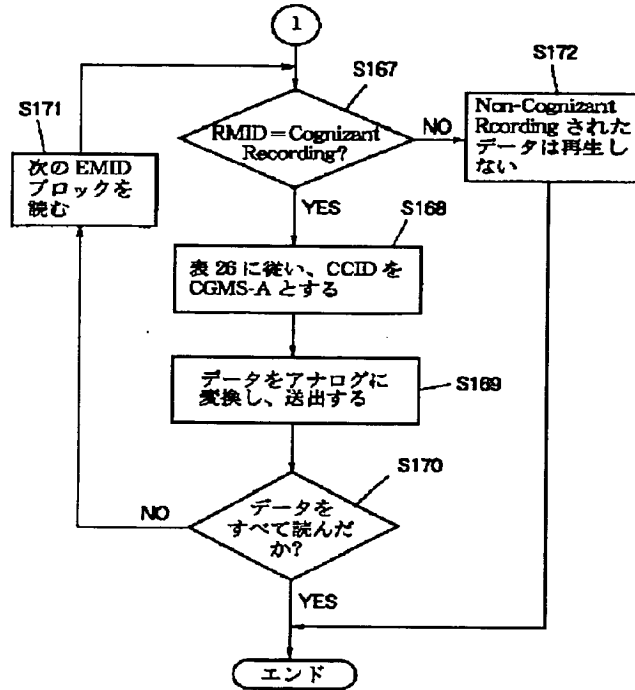 1
S167
RMID=Cognizant
Recording?
NO
S172
Non-Cognizant
Rcording された
データは再生し
ない
S171
次の EMID
ブロックを
読む
YES
S168
表 26 に従い、CCID を
CGMS-A とする
データをアナログに
変換し、送出する
S169
S170
データを
すべて読んだ
か?
NO
YES
エンド